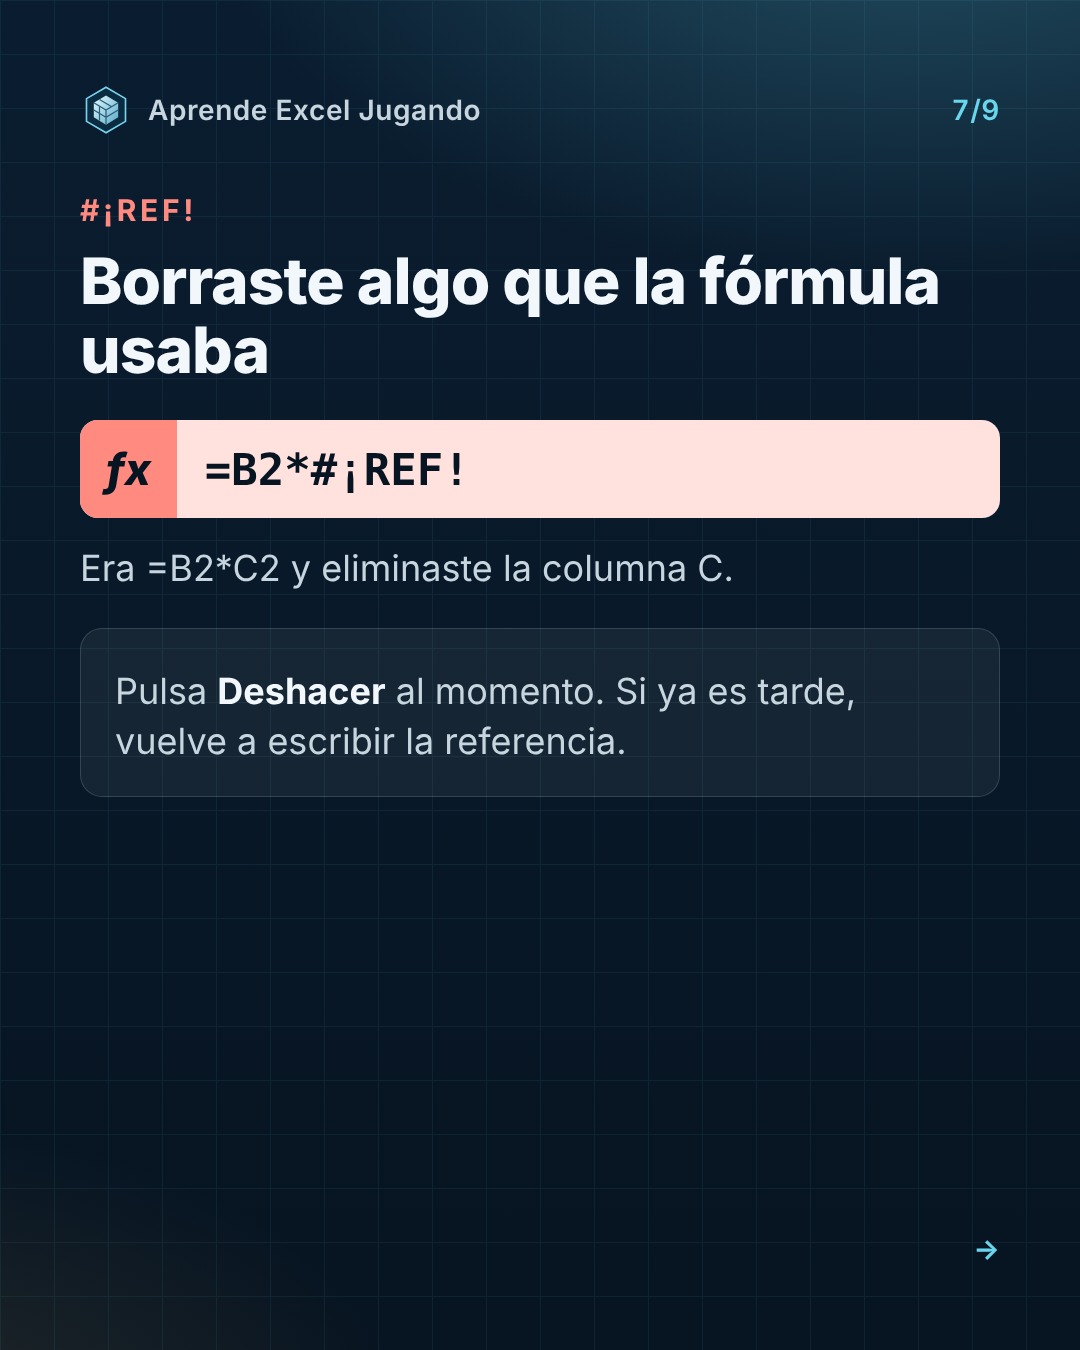 Aprende Excel Jugando
7/9
#¡REF!
Borraste algo que la fórmula
usaba
fx =B2*#¡REF!
Era =B2*C2 y eliminaste la columna C.
Pulsa Deshacer al momento. Si ya es tarde,
vuelve a escribir la referencia.
→